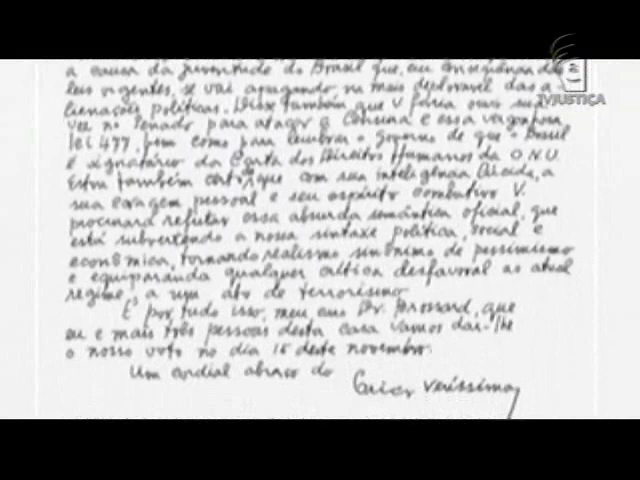 a causa da juventude do Brasil que, em consequência das
leis vigentes, se vai afundando, na mais deplorável das a-
lienações políticas. Disse também que V. faria ouvir sua
voz no Senado para atacar a Censura e essa vergonhosa
lei 477, bem como para lembrar o Governo de que o Brasil
é signatário da Carta dos Direitos Humanos da O.N.U.
Estou também certo, que com sua inteligência lúcida, a
sua coragem pessoal e seu espírito combativo V.
procurará refutar essa absurda semântica oficial, que
está subvertendo a nossa sintaxe política, social e
econômica, tornando realismo sinônimo de pessimismo
e equiparando qualquer crítica desfavoral ao atual
regime, a um ato de terrorismo.
É por tudo isso, meu caro Dr. Brossard, que
eu e mais três pessoas desta casa vamos dar-lhe
o nosso voto no dia 15 deste novembro.
Um cordial abraço do
Erico Verissimo
TVJUSTIÇA